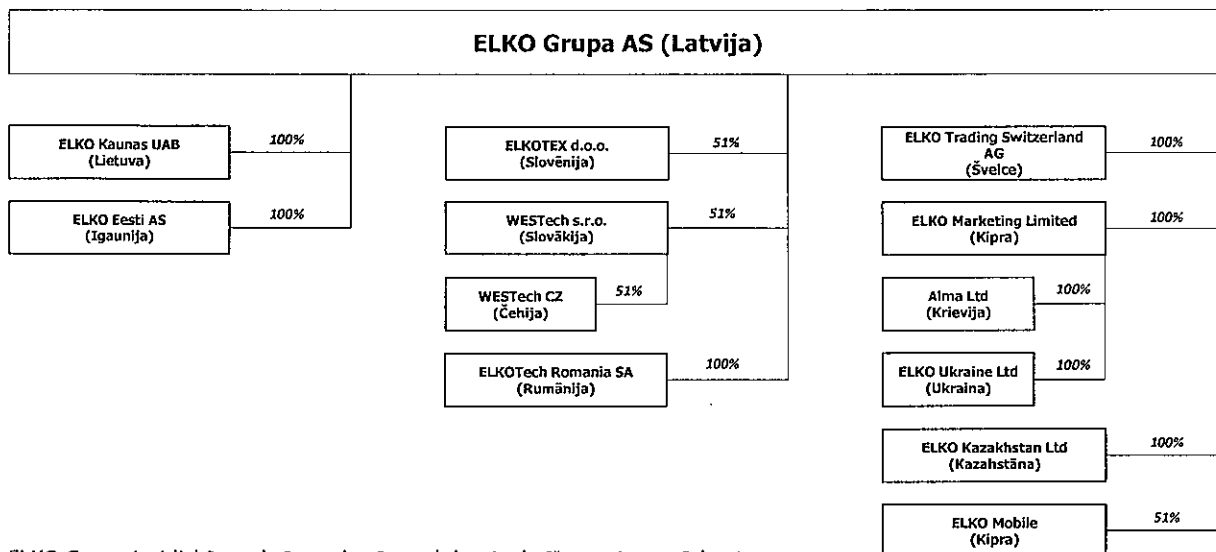 ELKO Grupa AS (Latvija)
ELKO Kaunas UAB
(Lietuva)
100%
ELKO Eesti AS
(Igaunija)
100%
ELKOTEX d.o.o.
(Slovēnija)
51%
WESTech s.r.o.
(Slovākija)
51%
WESTech CZ
(Čehija)
51%
ELKOTech Romania SA
(Rumānija)
100%
ELKO Trading Switzerland
AG
(Šveice)
100%
ELKO Marketing Limited
(Kipra)
100%
Alma Ltd
(Krievija)
100%
ELKO Ukraine Ltd
(Ukraina)
100%
ELKO Kazakhstan Ltd
(Kazahstāna)
100%
ELKO Mobile
(Kipra)
51%